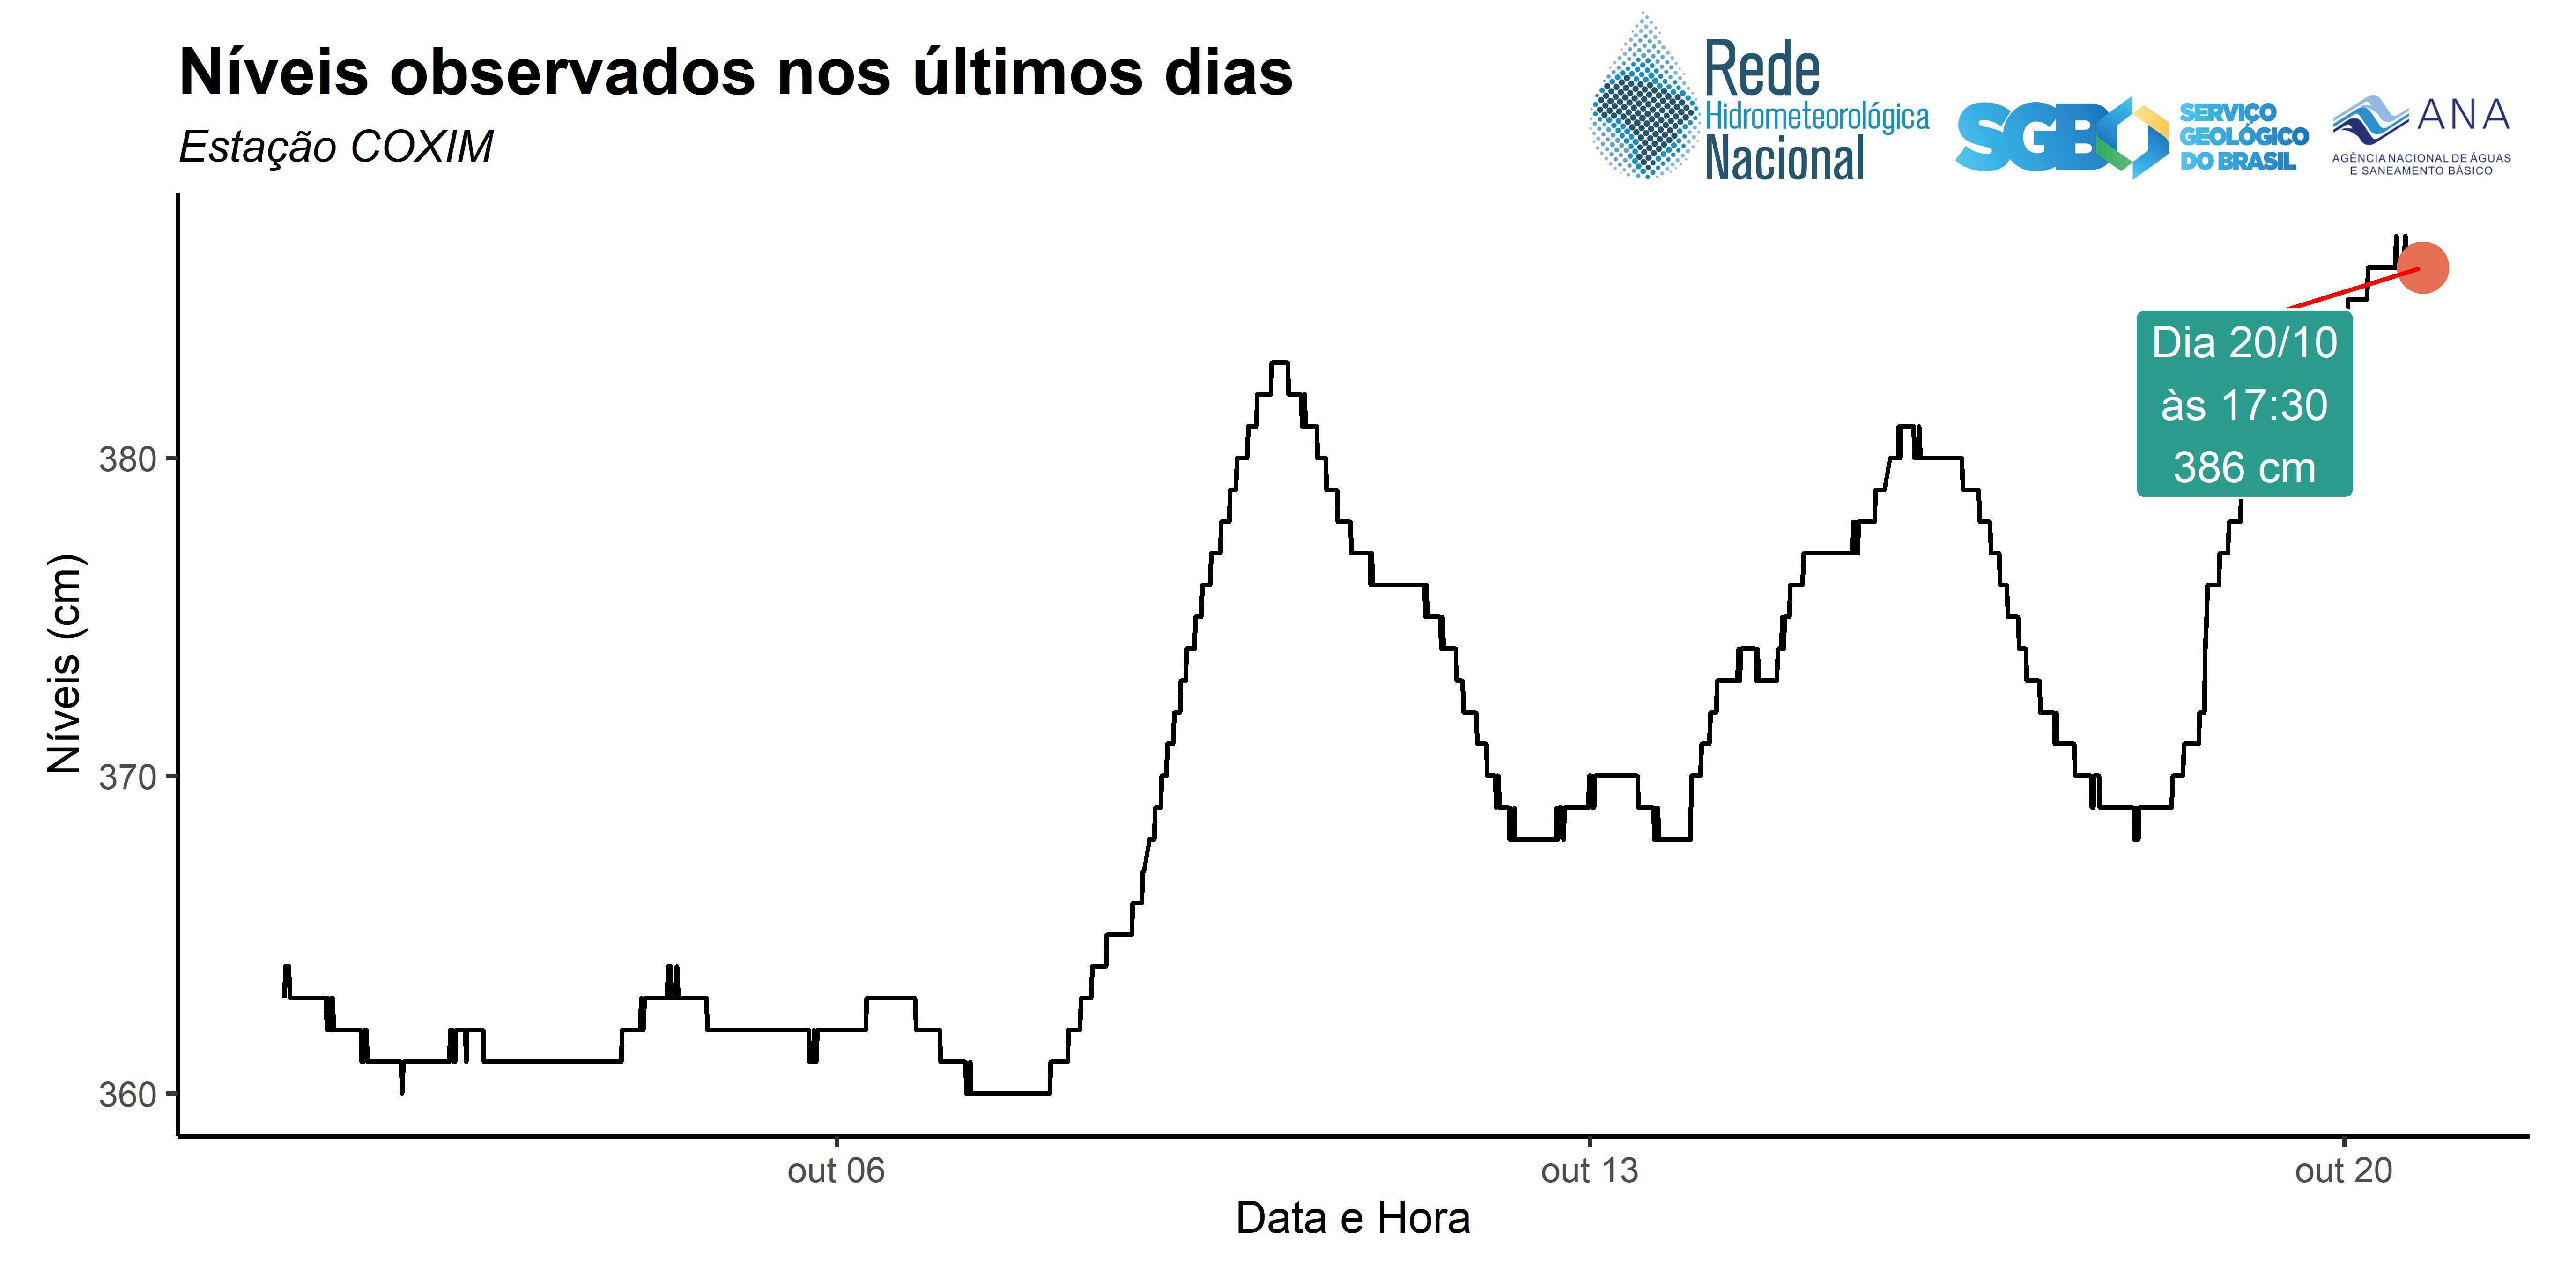 Níveis observados nos últimos dias
Estação COXIM
Rede
Hidrometeorológica
Nacional
SGB
SERVIÇO
GEOLÓGICO
DO BRASIL
ANA
AGÊNCIA NACIONAL DE ÁGUAS
E SANEAMENTO BÁSICO
Dia 20/10
às 17:30
386 cm
380
370
360
Níveis (cm)
out 06
out 13
out 20
Data e Hora